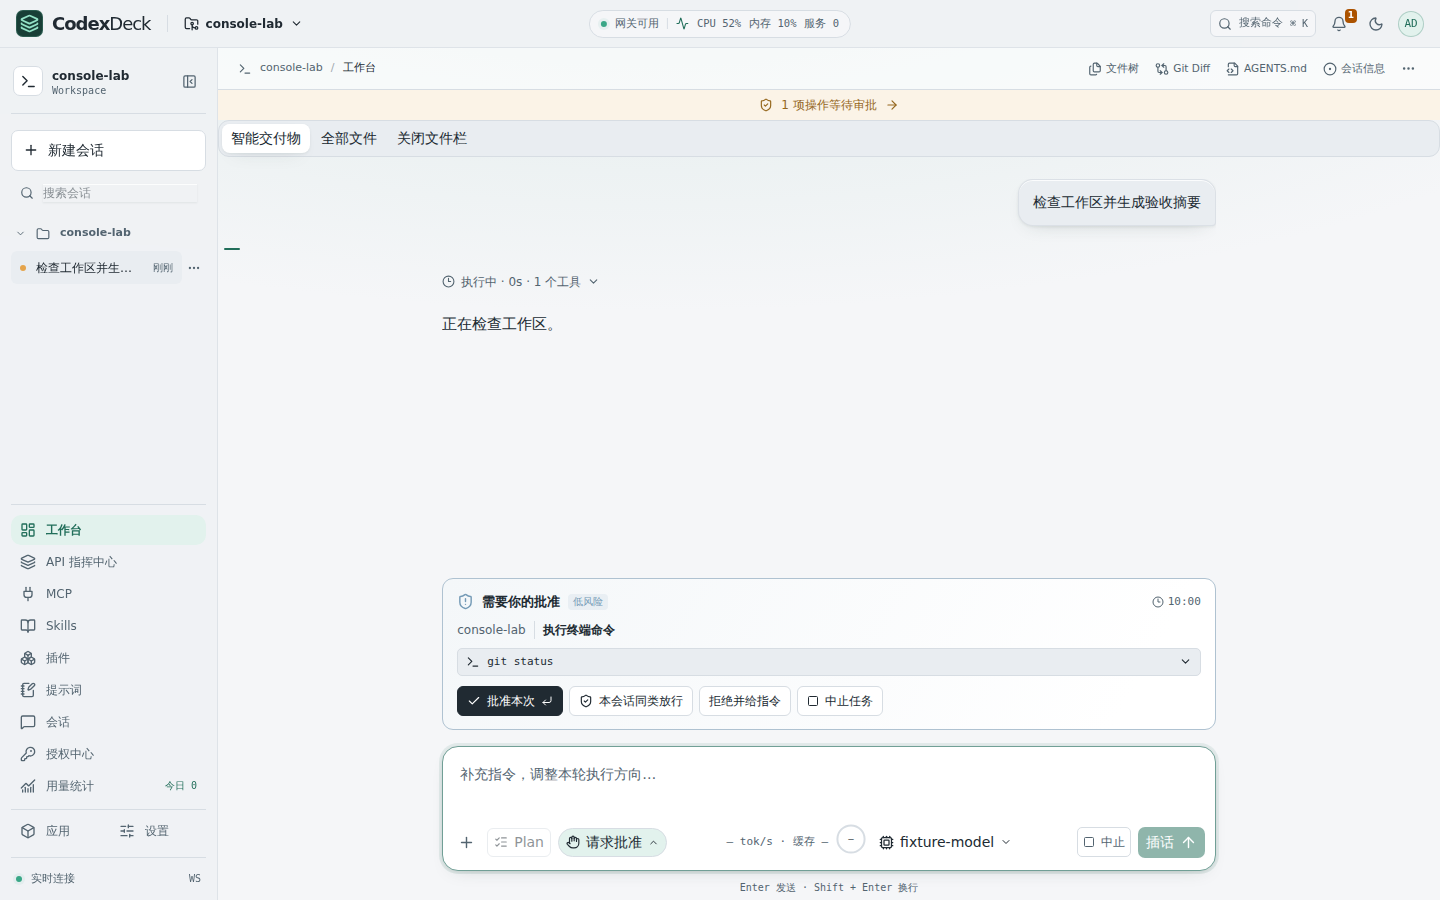 CodexDeck
console-lab
网关可用 CPU 52% 内存 10% 服务 0
搜索命令 ⌘ K
1
AD
console-lab
Workspace
新建会话
搜索会话
console-lab
检查工作区并生… 刚刚
工作台
API 指挥中心
MCP
Skills
插件
提示词
会话
授权中心
用量统计 今日 0
应用 设置
实时连接 WS
console-lab / 工作台
文件树 Git Diff AGENTS.md 会话信息
1 项操作等待审批
智能交付物 全部文件 关闭文件栏
检查工作区并生成验收摘要
执行中 · 0s · 1 个工具
正在检查工作区。
需要你的批准 低风险 10:00
console-lab 执行终端命令
git status
批准本次 本会话同类放行 拒绝并给指令 中止任务
补充指令，调整本轮执行方向…
Plan 请求批准 — tok/s · 缓存 — — fixture-model 中止 插话
Enter 发送 · Shift + Enter 换行